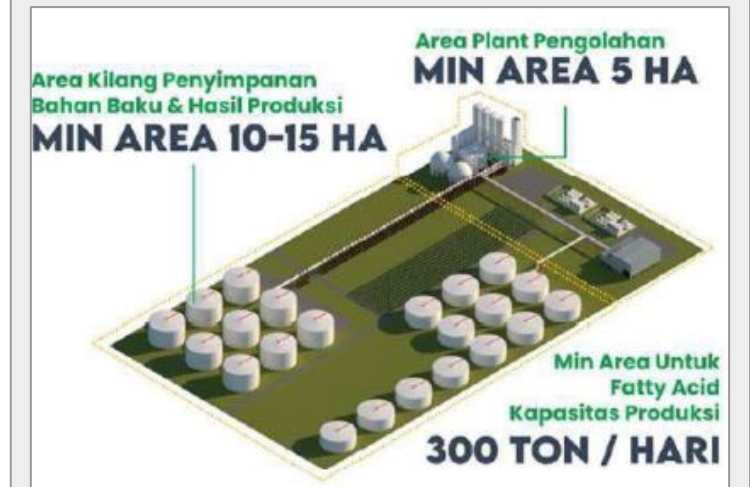 Area Plant Pengolahan
MIN AREA 5 HA
Area Kilang Penyimpanan
Bahan Baku & Hasil Produksi
MIN AREA 10-15 HA
Min Area Untuk
Fatty Acid
Kapasitas Produksi
300 TON / HARI